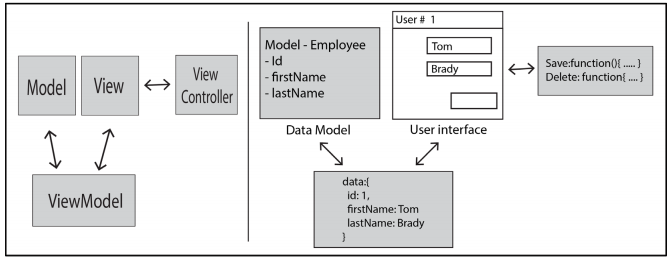 Model
View
View
Controller
ViewModel
Model - Employee
- Id
- firstName
- lastName
Data Model
User # 1
Tom
Brady
User interface
Save:function(){ ..... }
Delete: function{ .... }
data:{
id: 1,
firstName: Tom
lastName: Brady
}